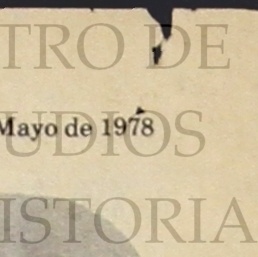 TRO DE
Mayo de 1978
UDIOS
ISTORIA